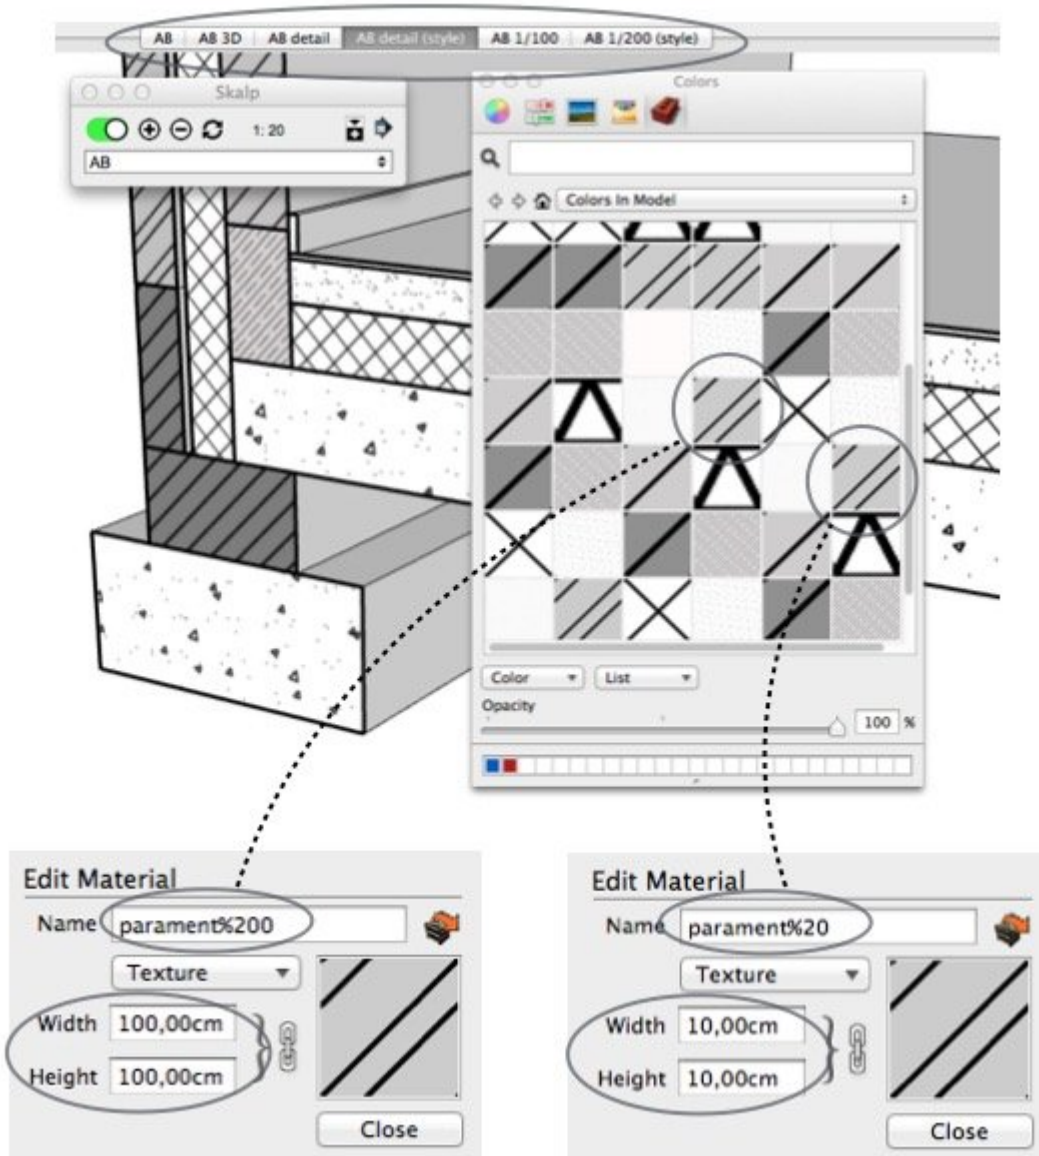 AB AB 3D AB detail AB detail (style) AB 1/100 AB 1/200 (style)
Skalp
1: 20
AB
Colors
Colors In Model
Color List
Opacity
100 %
Edit Material
Name parament%200
Texture
Width 100,00cm
Height 100,00cm
Close
Edit Material
Name parament%20
Texture
Width 10,00cm
Height 10,00cm
Close